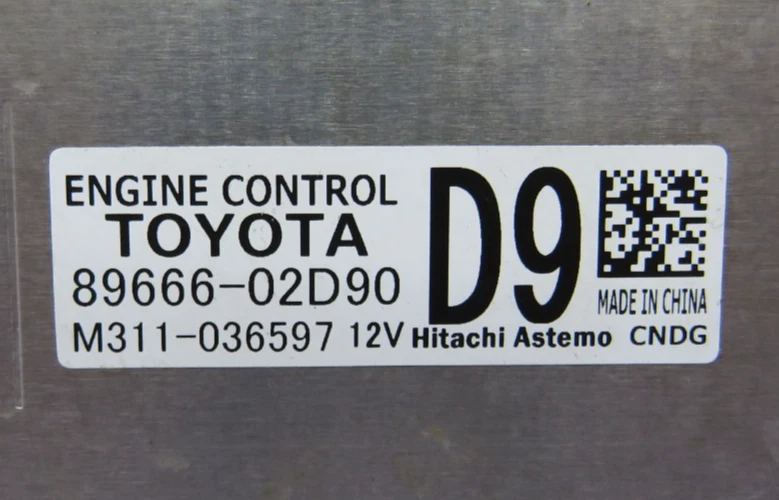 ENGINE CONTROL
TOYOTA
89666-02D90
M311-036597 12V
D9
Hitachi Astemo
MADE IN CHINA
CNDG